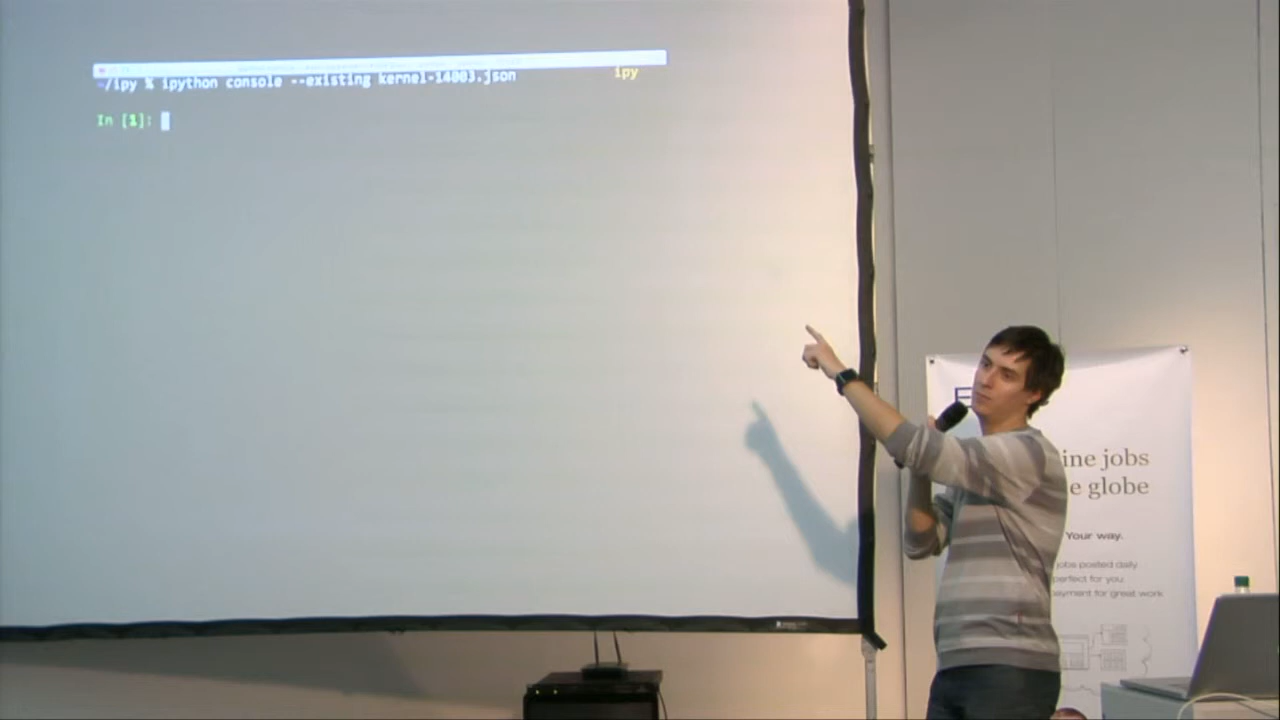 ~/ipy % ipython console --existing kernel-14003.json
ipy
In [1]:
E
ine jobs
e globe
Your way.
jobs posted daily
perfect for you
payment for great work